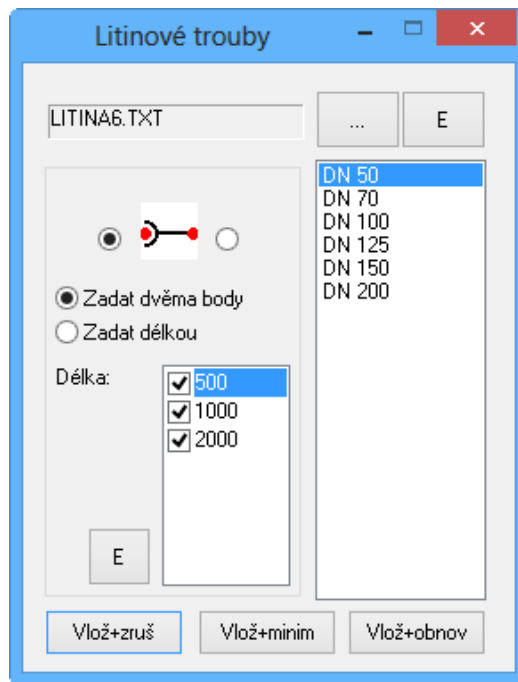 Litinové trouby
LITINA6.TXT
...
E
DN 50
DN 70
DN 100
DN 125
DN 150
DN 200
Zadat dvěma body
Zadat délkou
Délka:
500
1000
2000
E
Vlož+zruš
Vlož+minim
Vlož+obnov